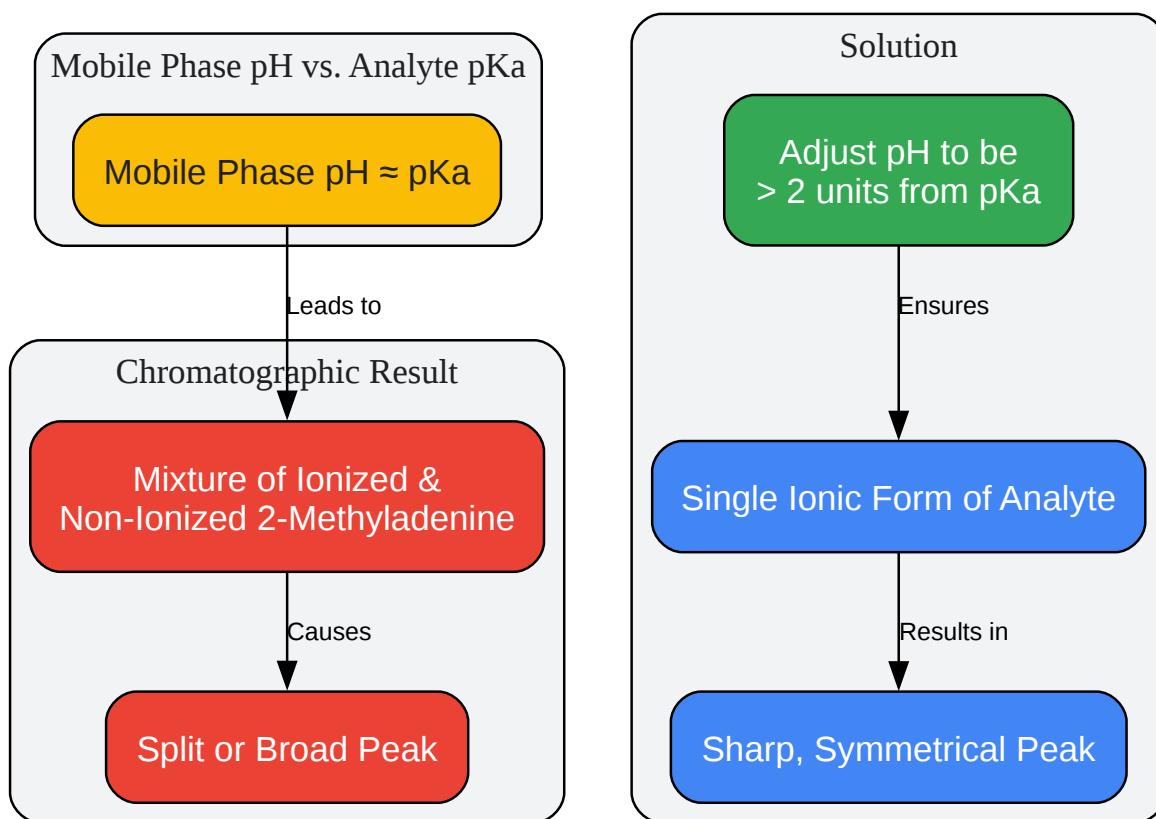 Mobile Phase pH vs. Analyte pKa
Mobile Phase pH ≈ pKa
Leads to
Chromatographic Result
Mixture of Ionized &
Non-Ionized 2-Methyladenine
Causes
Split or Broad Peak
Solution
Adjust pH to be
> 2 units from pKa
Ensures
Single Ionic Form of Analyte
Results in
Sharp, Symmetrical Peak